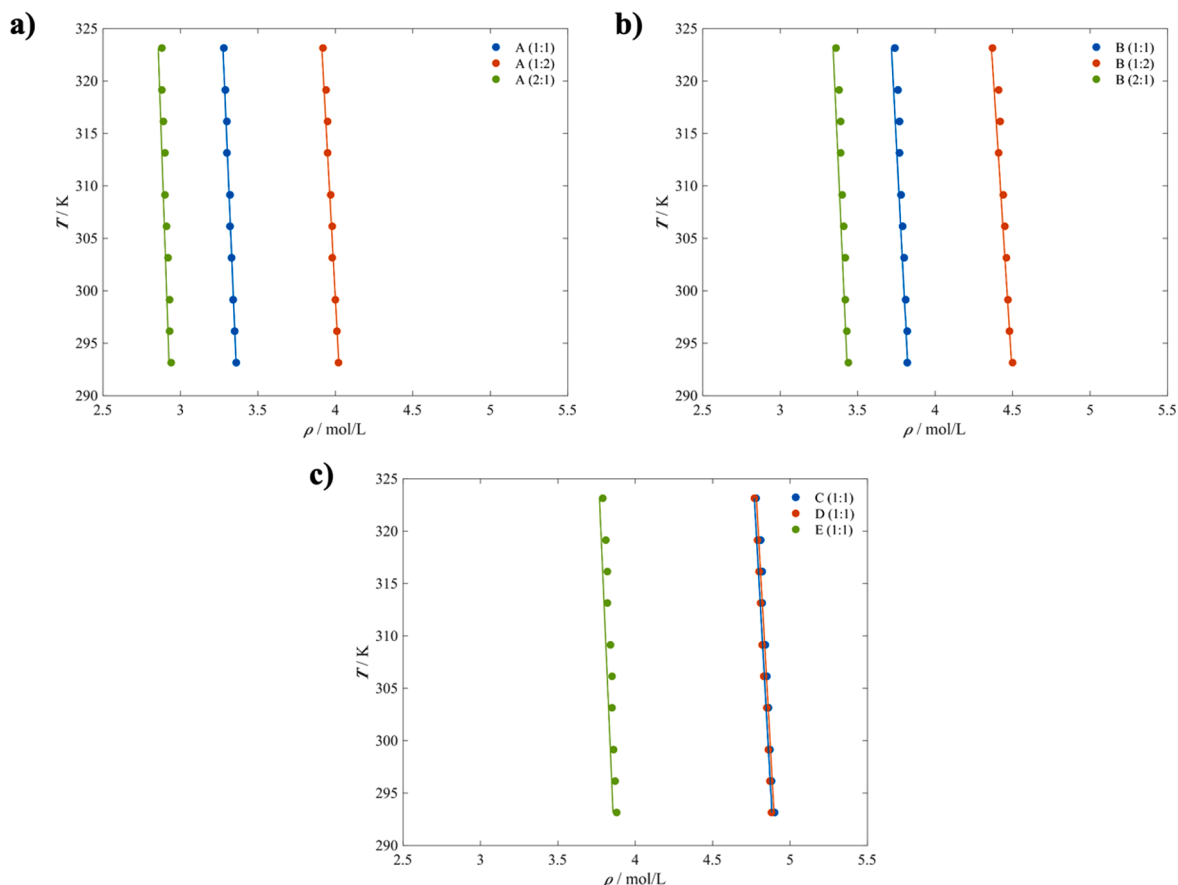 a)
325
320
315
310
305
300
295
290
T / K
2.5 3 3.5 4 4.5 5 5.5
ρ / mol/L
A (1:1)
A (1:2)
A (2:1)
b)
325
320
315
310
305
300
295
290
T / K
2.5 3 3.5 4 4.5 5 5.5
ρ / mol/L
B (1:1)
B (1:2)
B (2:1)
c)
325
320
315
310
305
300
295
290
T / K
2.5 3 3.5 4 4.5 5 5.5
ρ / mol/L
C (1:1)
D (1:1)
E (1:1)